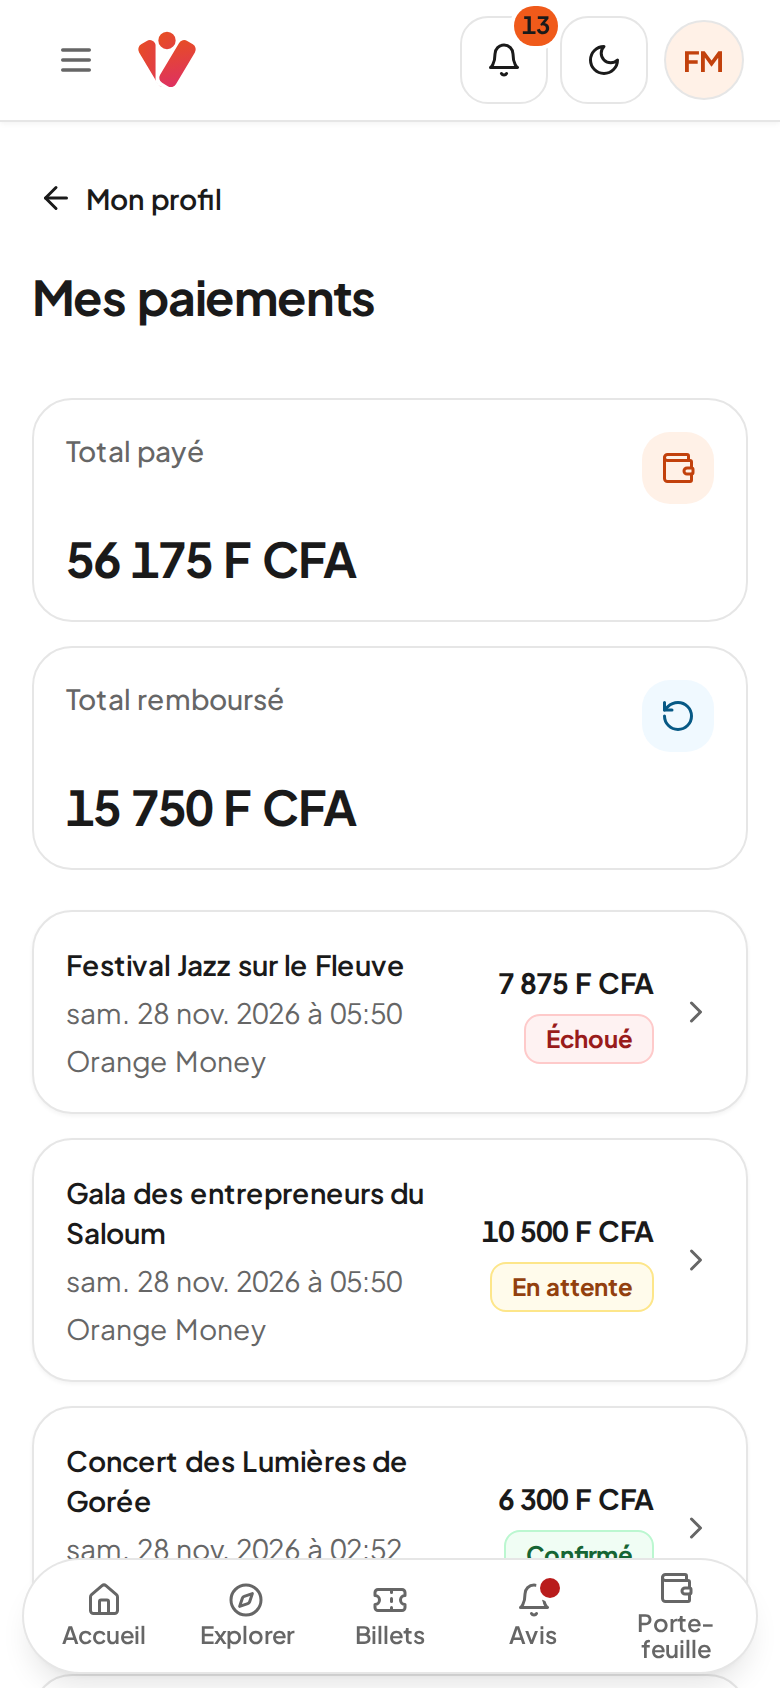 13
FM
Mon profil
Mes paiements
Total payé
56 175 F CFA
Total remboursé
15 750 F CFA
Festival Jazz sur le Fleuve
sam. 28 nov. 2026 à 05:50
Orange Money
7 875 F CFA
Échoué
Gala des entrepreneurs du
Saloum
sam. 28 nov. 2026 à 05:50
Orange Money
10 500 F CFA
En attente
Concert des Lumières de
Gorée
sam. 28 nov. 2026 à 02:52
6 300 F CFA
Confirmé
Accueil
Explorer
Billets
Avis
Porte-
feuille